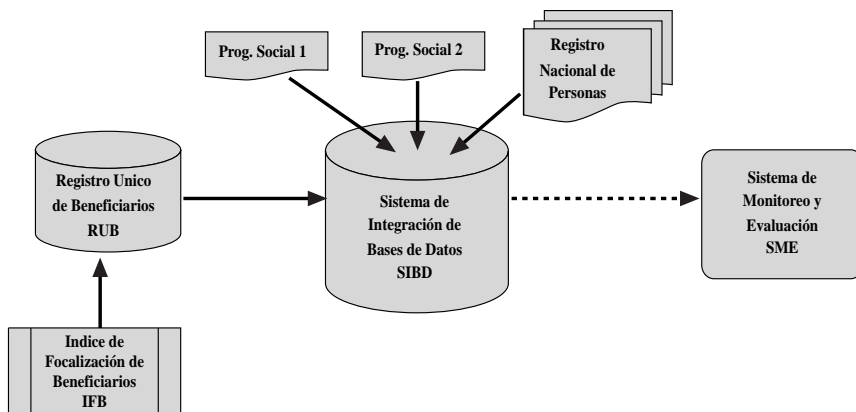 Prog. Social 1
Prog. Social 2
Registro
Nacional de
Personas
Registro Unico
de Beneficiarios
RUB
Sistema de
Integración de
Bases de Datos
SIBD
Sistema de
Monitoreo y
Evaluación
SME
Indice de
Focalización de
Beneficiarios
IFB